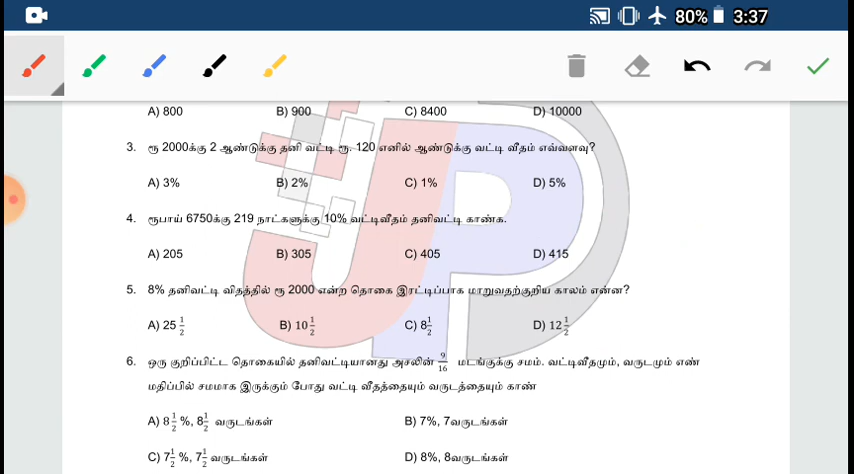 80% 3:37
A) 800 B) 900 C) 8400 D) 10000
3. ரூ 2000க்கு 2 ஆண்டுக்கு தனி வட்டி ரூ. 120 எனில் ஆண்டுக்கு வட்டி வீதம் எவ்வளவு?
A) 3% B) 2% C) 1% D) 5%
4. ரூபாய் 6750க்கு 219 நாட்களுக்கு 10% வட்டிவீதம் தனிவட்டி காண்க.
A) 205 B) 305 C) 405 D) 415
5. 8% தனிவட்டி விதத்தில் ரூ 2000 என்ற தொகை இரட்டிப்பாக மாறுவதற்குறிய காலம் என்ன?
A) 25 1/2 B) 10 1/2 C) 8 1/2 D) 12 1/2
6. ஒரு குறிப்பிட்ட தொகையில் தனிவட்டியானது அசலின் 9/16 மடங்குக்கு சமம். வட்டிவீதமும், வருடமும் எண்
மதிப்பில் சமமாக இருக்கும் போது வட்டி வீதத்தையும் வருடத்தையும் காண்
A) 8 1/2 %, 8 1/2 வருடங்கள் B) 7%, 7வருடங்கள்
C) 7 1/2 %, 7 1/2 வருடங்கள் D) 8%, 8வருடங்கள்